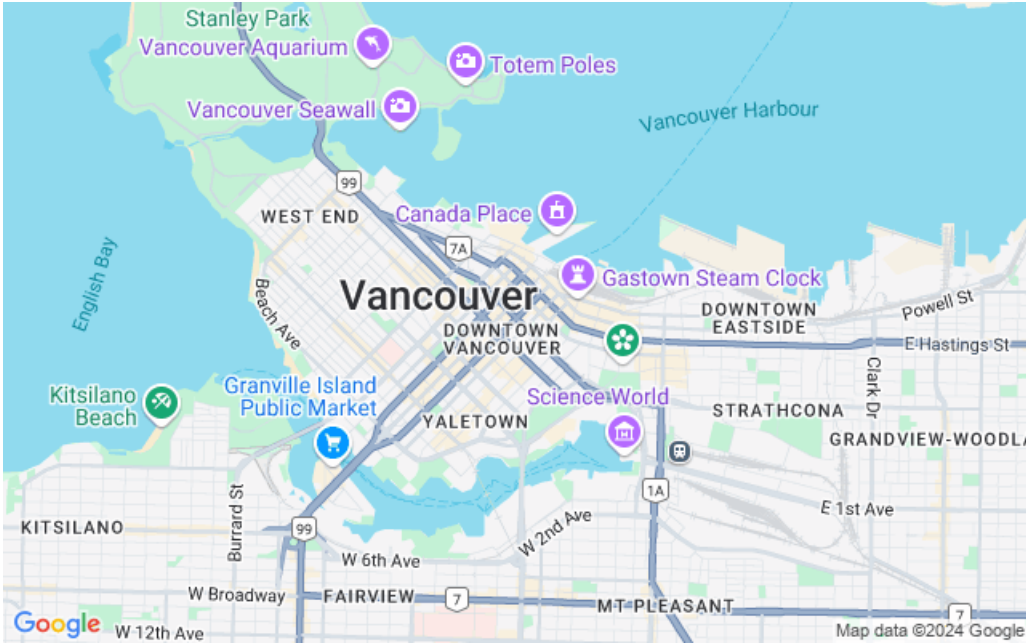 Stanley Park
Vancouver Aquarium
Totem Poles
Vancouver Seawall
Vancouver Harbour
99
WEST END
Canada Place
7A
English Bay
Gastown Steam Clock
Vancouver
Beach Ave
DOWNTOWN
VANCOUVER
DOWNTOWN
EASTSIDE
Powell St
E Hastings St
Kitsilano
Beach
Granville Island
Public Market
Science World
Clark Dr
YALETOWN
STRATHCONA
GRANDVIEW-WOODLA
1A
Burrard St
KITSILANO
99
E 1st Ave
W 2nd Ave
W 6th Ave
W Broadway
FAIRVIEW
7
MT PLEASANT
7
Google
W 12th Ave
Map data ©2024 Google